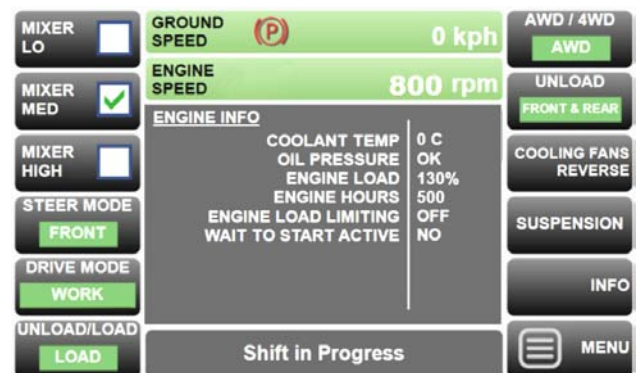 MIXER
LO
MIXER
MED
MIXER
HIGH
STEER MODE
FRONT
DRIVE MODE
WORK
UNLOAD/LOAD
LOAD
GROUND
SPEED
(P)
0 kph
ENGINE
SPEED
800 rpm
ENGINE INFO
COOLANT TEMP 0 C
OIL PRESSURE OK
ENGINE LOAD 130%
ENGINE HOURS 500
ENGINE LOAD LIMITING OFF
WAIT TO START ACTIVE NO
Shift in Progress
AWD / 4WD
AWD
UNLOAD
FRONT & REAR
COOLING FANS
REVERSE
SUSPENSION
INFO
MENU